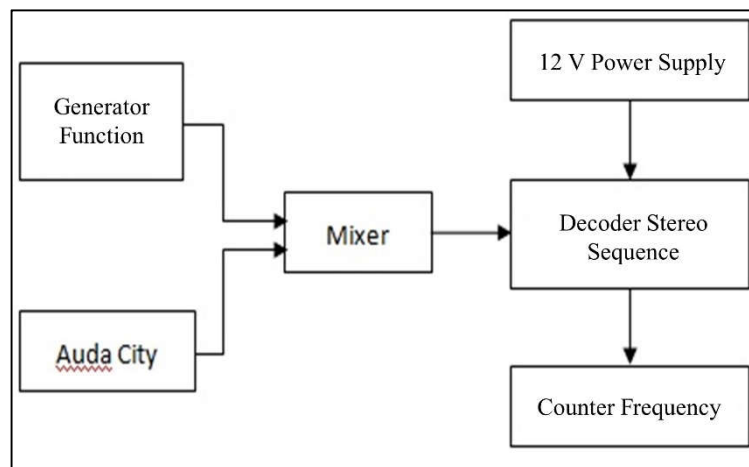 Generator
Function
Auda City
Mixer
12 V Power Supply
Decoder Stereo
Sequence
Counter Frequency